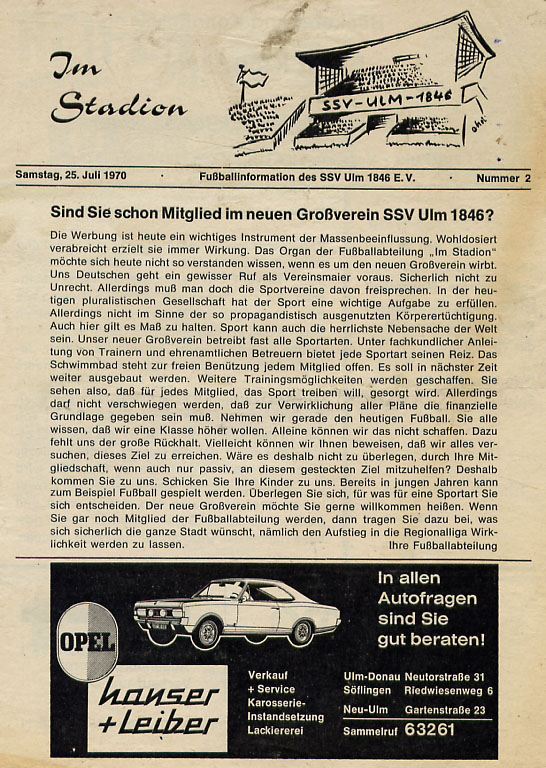 Im
Stadion
SSV-ULM-1846
ohr.
Samstag, 25. Juli 1970 · Fußballinformation des SSV Ulm 1846 E. V. · Nummer 2
Sind Sie schon Mitglied im neuen Großverein SSV Ulm 1846?
Die Werbung ist heute ein wichtiges Instrument der Massenbeeinflussung. Wohldosiert
verabreicht erzielt sie immer Wirkung. Das Organ der Fußballabteilung „Im Stadion"
möchte sich heute nicht so verstanden wissen, wenn es um den neuen Großverein wirbt.
Uns Deutschen geht ein gewisser Ruf als Vereinsmaier voraus. Sicherlich nicht zu
Unrecht. Allerdings muß man doch die Sportvereine davon freisprechen. In der heu-
tigen pluralistischen Gesellschaft hat der Sport eine wichtige Aufgabe zu erfüllen.
Allerdings nicht im Sinne der so propagandistisch ausgenutzten Körperertüchtigung.
Auch hier gilt es Maß zu halten. Sport kann auch die herrlichste Nebensache der Welt
sein. Unser neuer Großverein betreibt fast alle Sportarten. Unter fachkundlicher Anlei-
tung von Trainern und ehrenamtlichen Betreuern bietet jede Sportart seinen Reiz. Das
Schwimmbad steht zur freien Benützung jedem Mitglied offen. Es soll in nächster Zeit
weiter ausgebaut werden. Weitere Trainingsmöglichkeiten werden geschaffen. Sie
sehen also, daß für jedes Mitglied, das Sport treiben will, gesorgt wird. Allerdings
darf nicht verschwiegen werden, daß zur Verwirklichung aller Pläne die finanzielle
Grundlage gegeben sein muß. Nehmen wir gerade den heutigen Fußball. Sie alle
wissen, daß wir eine Klasse höher wollen. Alleine können wir das nicht schaffen. Dazu
fehlt uns der große Rückhalt. Vielleicht können wir Ihnen beweisen, daß wir alles ver-
suchen, dieses Ziel zu erreichen. Wäre es deshalb nicht zu überlegen, durch Ihre Mit-
gliedschaft, wenn auch nur passiv, an diesem gesteckten Ziel mitzuhelfen? Deshalb
kommen Sie zu uns. Schicken Sie Ihre Kinder zu uns. Bereits in jungen Jahren kann
zum Beispiel Fußball gespielt werden. Überlegen Sie sich, für was für eine Sportart Sie
sich entscheiden. Der neue Großverein möchte Sie gerne willkommen heißen. Wenn
Sie gar noch Mitglied der Fußballabteilung werden, dann tragen Sie dazu bei, was
sich sicherlich die ganze Stadt wünscht, nämlich den Aufstieg in die Regionalliga Wirk-
lichkeit werden zu lassen. Ihre Fußballabteilung
In allen
Autofragen
sind Sie
gut beraten!
OPEL
hauser
+Leiber
Verkauf
+ Service
Karosserie-
Instandsetzung
Lackiererei
Ulm-Donau Neutorstraße 31
Söflingen Riedwiesenweg 6
Neu-Ulm Gartenstraße 23
Sammelruf 63261